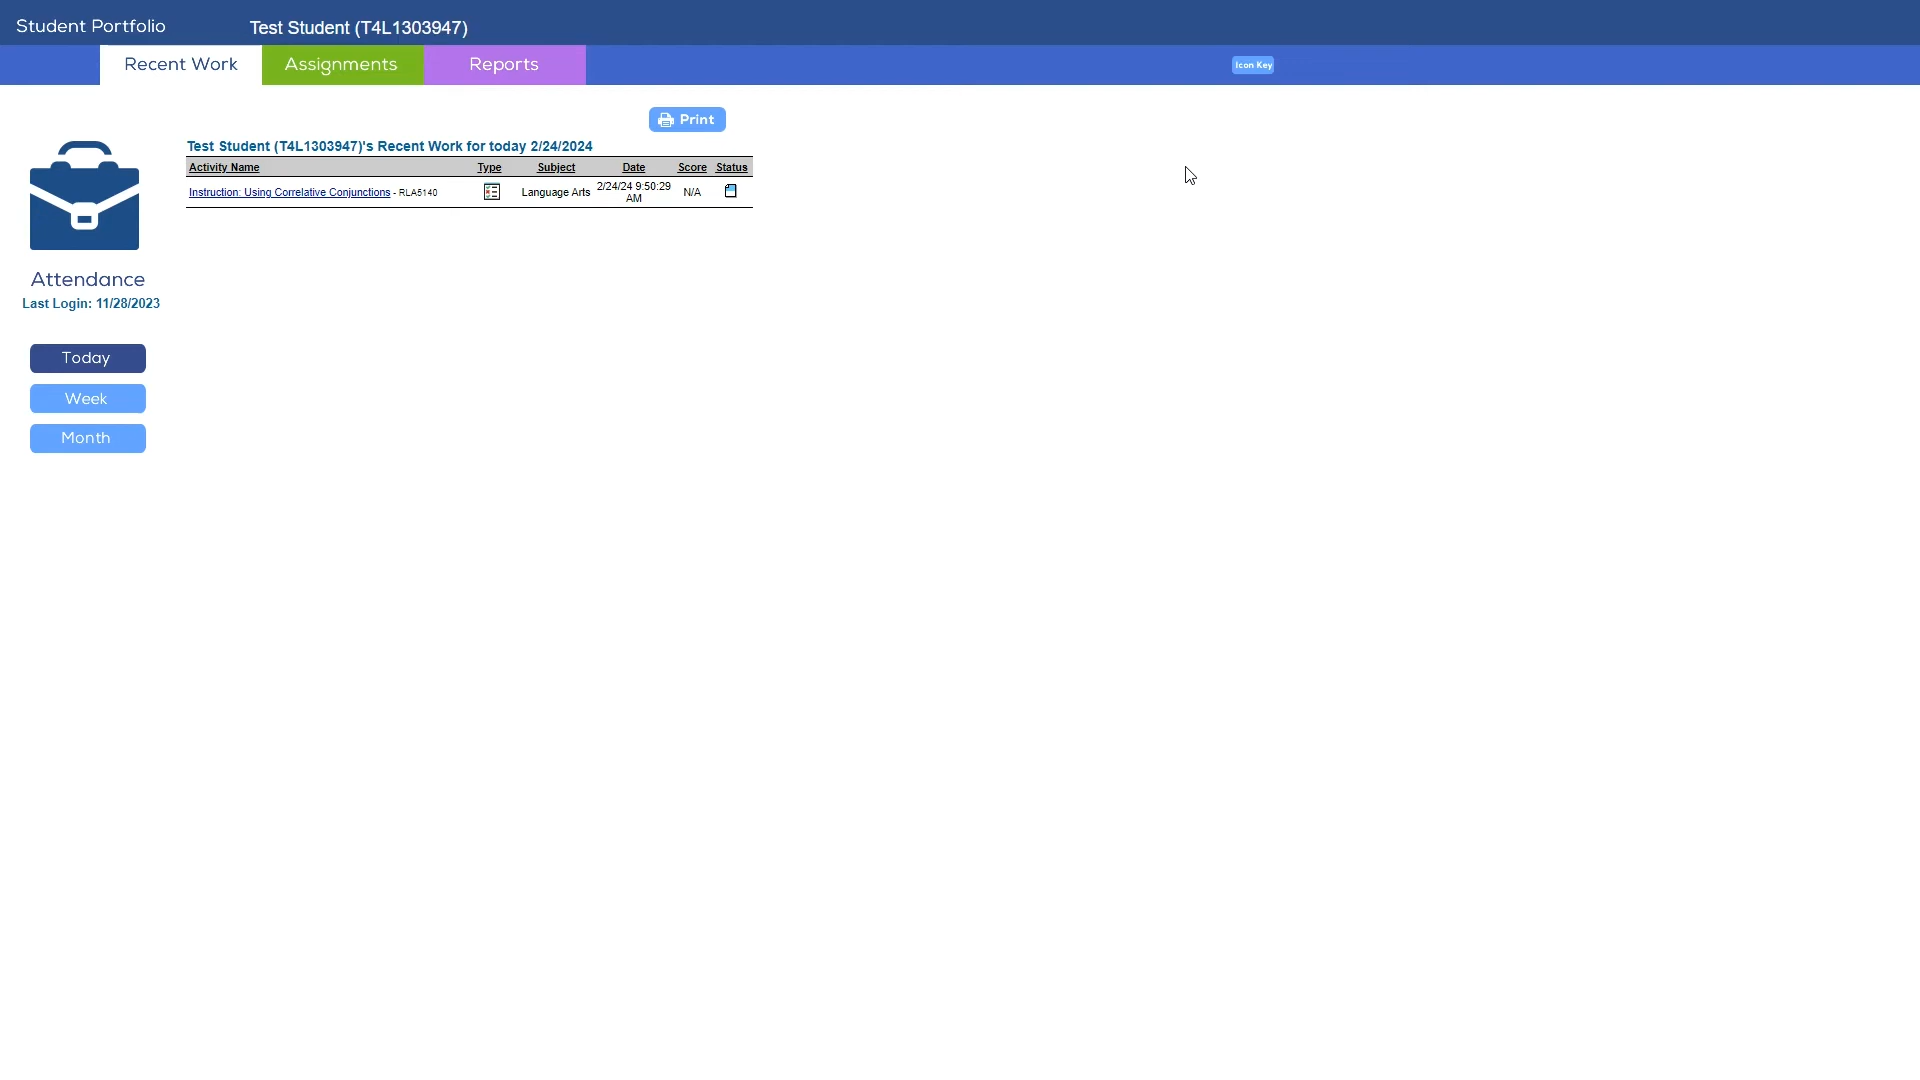 Student Portfolio
Test Student (T4L1303947)
Recent Work
Assignments
Reports
Icon Key
Print
Test Student (T4L1303947)'s Recent Work for today 2/24/2024
Activity Name Type Subject Date Score Status
Instruction: Using Correlative Conjunctions - RLA5140 Language Arts 2/24/24 9:50:29 AM N/A
Attendance
Last Login: 11/28/2023
Today
Week
Month